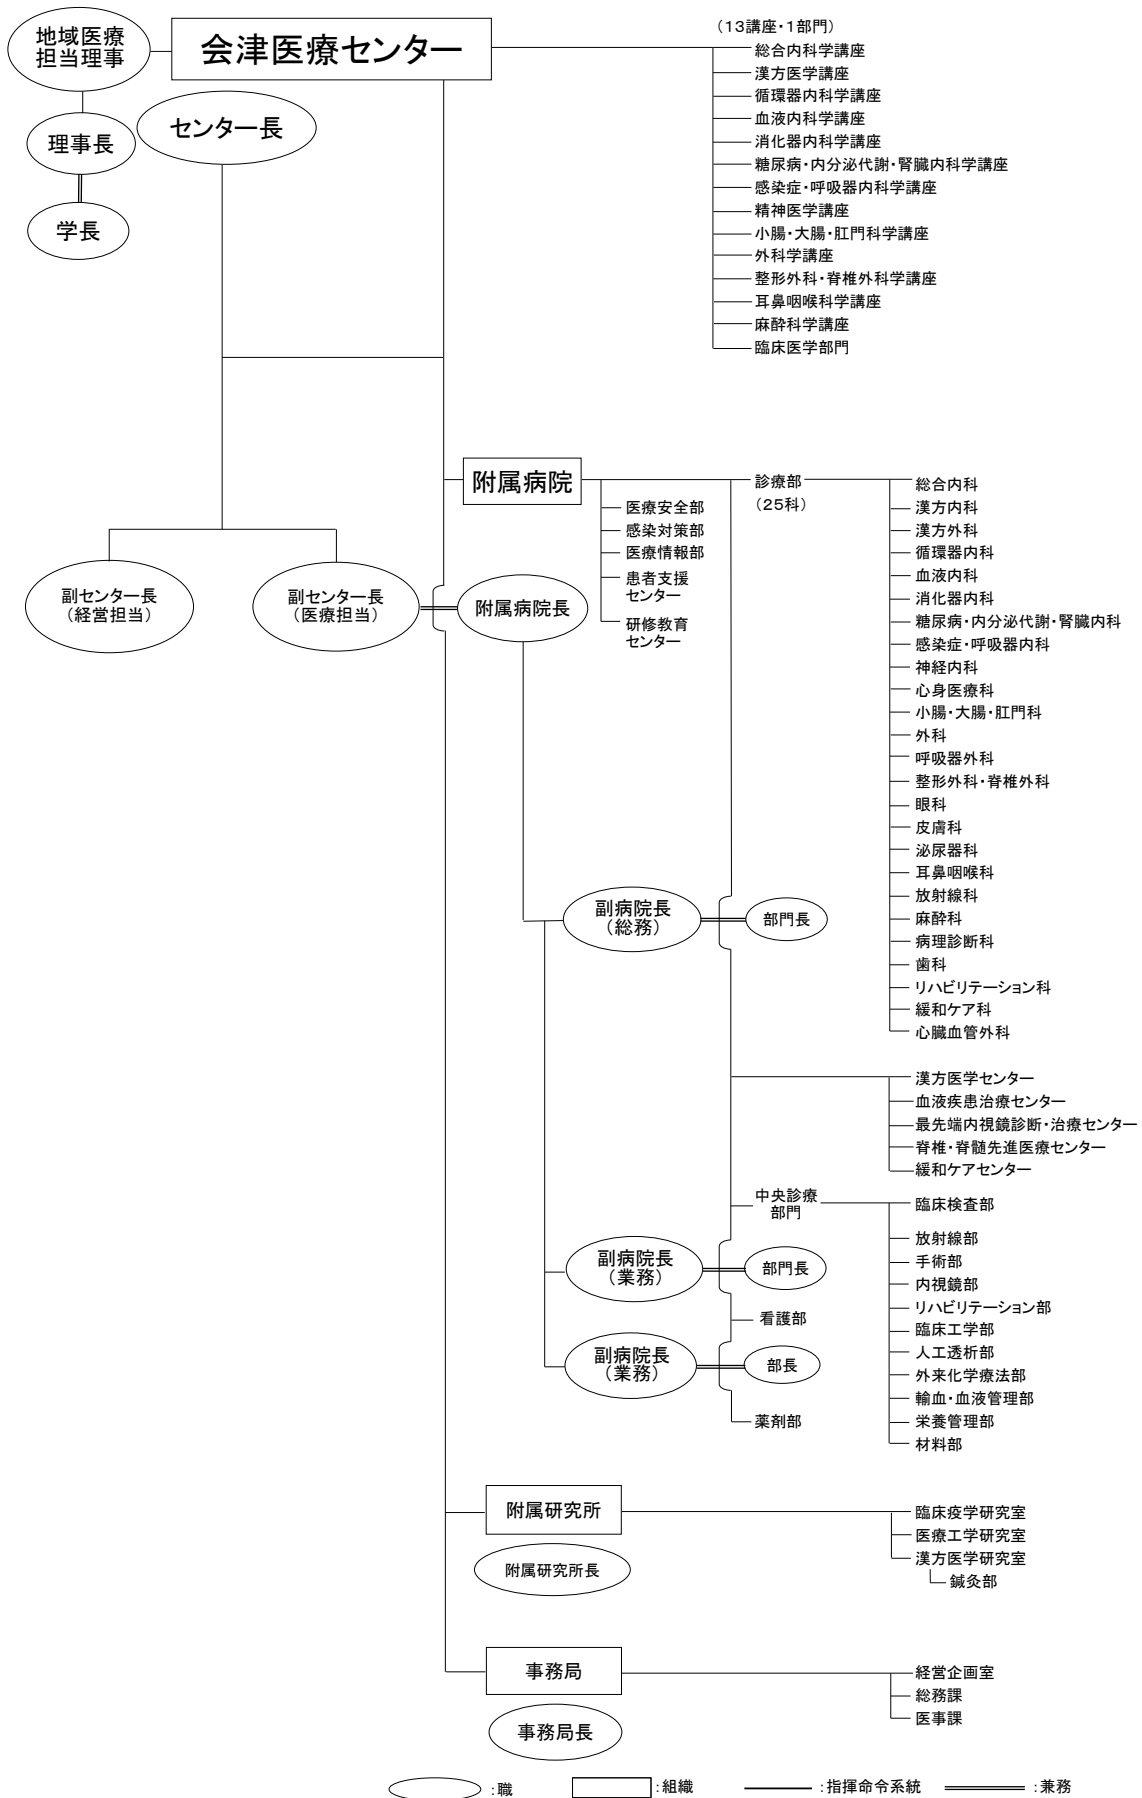 地域医療
担当理事
会津医療センター
理事長
学長
センター長
(13講座・1部門)
総合内科学講座
漢方医学講座
循環器内科学講座
血液内科学講座
消化器内科学講座
糖尿病・内分泌代謝・腎臓内科学講座
感染症・呼吸器内科学講座
精神医学講座
小腸・大腸・肛門科学講座
外科学講座
整形外科・脊椎外科学講座
耳鼻咽喉科学講座
麻酔科学講座
臨床医学部門
副センター長
(経営担当)
副センター長
(医療担当)
附属病院
附属病院長
医療安全部
感染対策部
医療情報部
患者支援
センター
研修教育
センター
診療部
(25科)
総合内科
漢方内科
漢方外科
循環器内科
血液内科
消化器内科
糖尿病・内分泌代謝・腎臓内科
感染症・呼吸器内科
神経内科
心身医療科
小腸・大腸・肛門科
外科
呼吸器外科
整形外科・脊椎外科
眼科
皮膚科
泌尿器科
耳鼻咽喉科
放射線科
麻酔科
病理診断科
歯科
リハビリテーション科
緩和ケア科
心臓血管外科
副病院長
(総務)
部門長
漢方医学センター
血液疾患治療センター
最先端内視鏡診断・治療センター
脊椎・脊髄先進医療センター
緩和ケアセンター
中央診療
部門
臨床検査部
放射線部
手術部
内視鏡部
リハビリテーション部
臨床工学部
人工透析部
外来化学療法部
輸血・血液管理部
栄養管理部
材料部
副病院長
(業務)
部門長
看護部
副病院長
(業務)
部長
薬剤部
附属研究所
附属研究所長
臨床疫学研究室
医療工学研究室
漢方医学研究室
鍼灸部
事務局
事務局長
経営企画室
総務課
医事課
:職
:組織
:指揮命令系統
:兼務